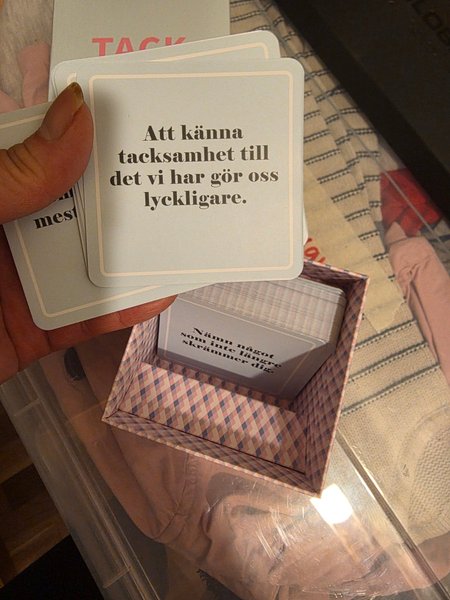 TACK
Att känna
tacksamhet till
det vi har gör oss
lyckligare.
mest
Nämn något
som inte längre
skrämmer dig.